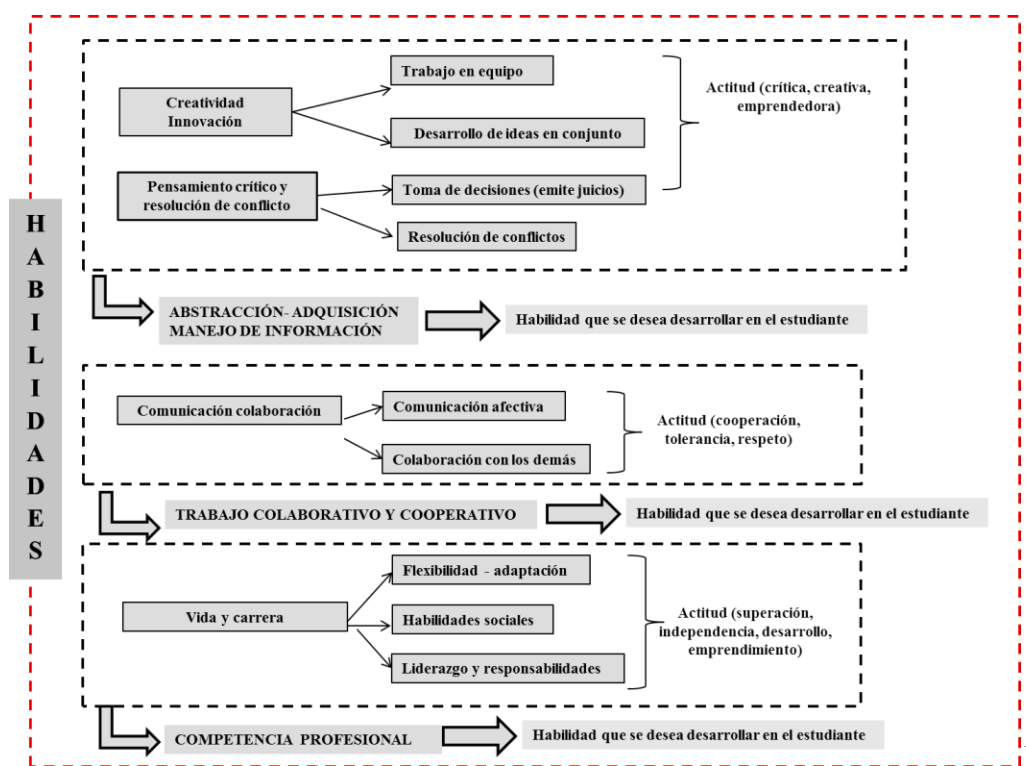 HABILIDADES
Creatividad
Innovación
Trabajo en equipo
Desarrollo de ideas en conjunto
Actitud (crítica, creativa,
emprendedora)
Pensamiento crítico y
resolución de conflicto
Toma de decisiones (emite juicios)
Resolución de conflictos
ABSTRACCIÓN- ADQUISICIÓN
MANEJO DE INFORMACIÓN
Habilidad que se desea desarrollar en el estudiante
Comunicación colaboración
Comunicación afectiva
Colaboración con los demás
Actitud (cooperación,
tolerancia, respeto)
TRABAJO COLABORATIVO Y COOPERATIVO
Habilidad que se desea desarrollar en el estudiante
Vida y carrera
Flexibilidad - adaptación
Habilidades sociales
Liderazgo y responsabilidades
Actitud (superación,
independencia, desarrollo,
emprendimiento)
COMPETENCIA PROFESIONAL
Habilidad que se desea desarrollar en el estudiante